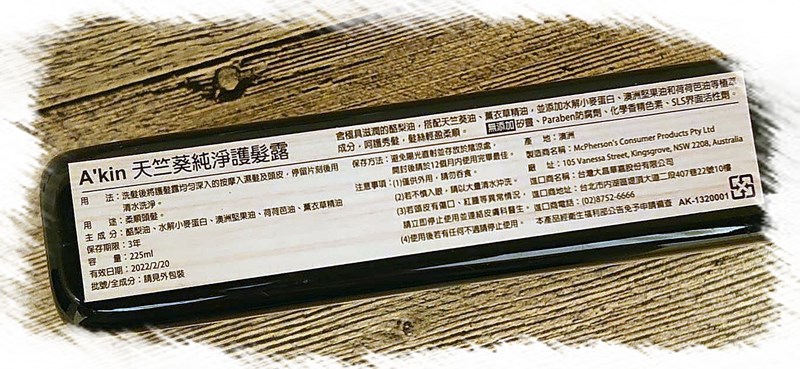 A'kin 天竺葵純淨護髮露
用　　法：洗髮後將護髮露均勻深入的按摩入濕髮及頭皮，停留片刻後用
清水洗淨。
用　　途：柔順頭髮。
主 成 分：酪梨油、水解小麥蛋白、澳洲堅果油、荷荷芭油、薰衣草精油
保存期限：3年
容　　量：225ml
有效日期：2022/2/20
批號/全成分：請見外包裝
含極具滋潤的酪梨油，搭配天竺葵油、薰衣草精油，並添加水解小麥蛋白、澳洲堅果油和荷荷芭油等植萃
成分，呵護秀髮，髮絲輕盈柔順。 無添加矽靈、Paraben防腐劑、化學香精色素、SLS界面活性劑。
保存方法：避免陽光直射並存放於陰涼處，
開封後請於12個月內使用完畢最佳。
注意事項：(1)僅供外用，請勿吞食。
(2)若不慎入眼，請以大量清水沖洗。
(3)若頭皮有傷口、紅腫等異常情況，
請立即停止使用並連絡皮膚科醫生。
(4)使用後若有任何不適請停止使用。
產　　地：澳洲
製造商名稱：McPherson's Consumer Products Pty Ltd
地　　址：105 Vanessa Street, Kingsgrove, NSW 2208, Australia
進口商名稱：台灣大昌華嘉股份有限公司
進口商地址：台北市內湖區堤頂大道二段407巷22號10樓
進口商電話：(02)8752-6666
本產品經衛生福利部公告免予申請備查 AK-1320001